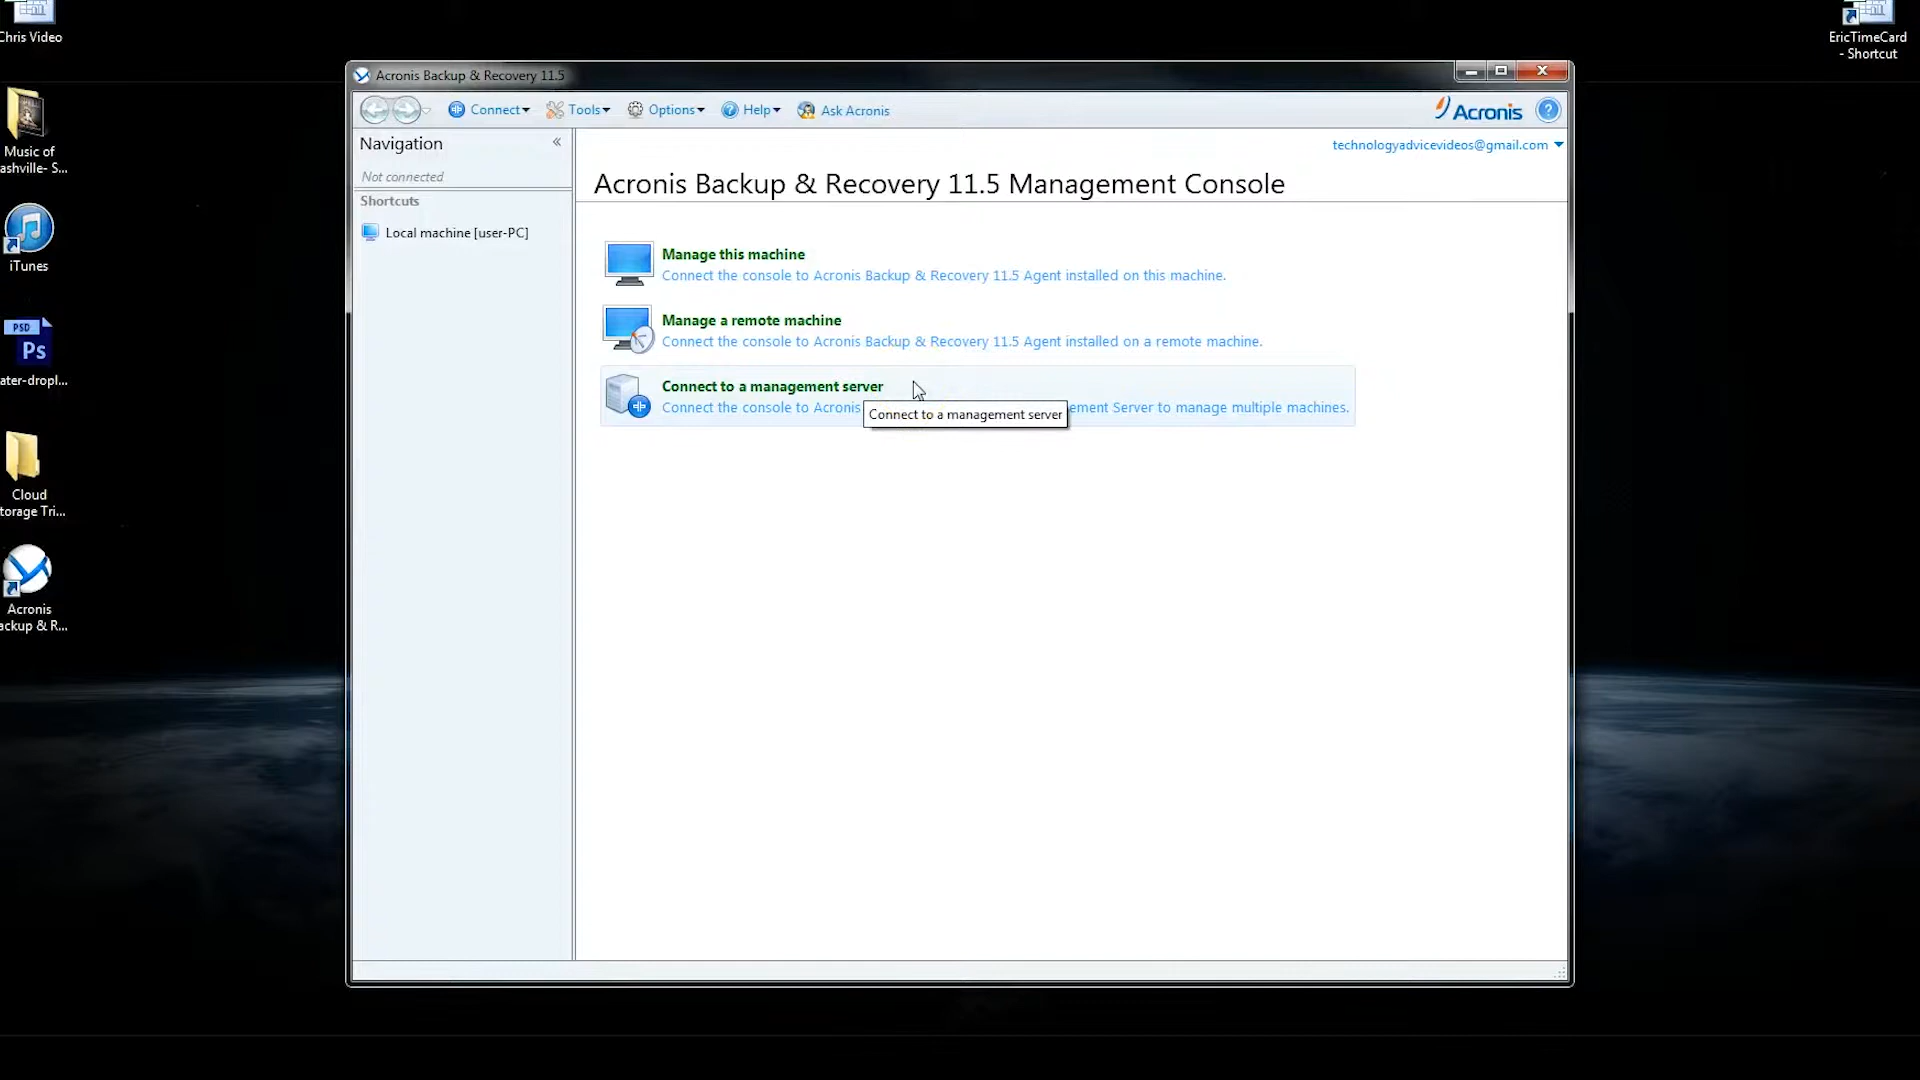 Chris Video
EricTimeCard
- Shortcut
Acronis Backup & Recovery 11.5
Connect
Tools
Options
Help
Ask Acronis
Acronis
?
Navigation
«
technologyadvicevideos@gmail.com
Not connected
Shortcuts
Local machine [user-PC]
Acronis Backup & Recovery 11.5 Management Console
Manage this machine
Connect the console to Acronis Backup & Recovery 11.5 Agent installed on this machine.
Manage a remote machine
Connect the console to Acronis Backup & Recovery 11.5 Agent installed on a remote machine.
Connect to a management server
Connect the console to Acronis ement Server to manage multiple machines.
Connect to a management server
Music of
ashville- S...
iTunes
PSD
Ps
ater-dropl...
Cloud
torage Tri...
Acronis
ackup & R...